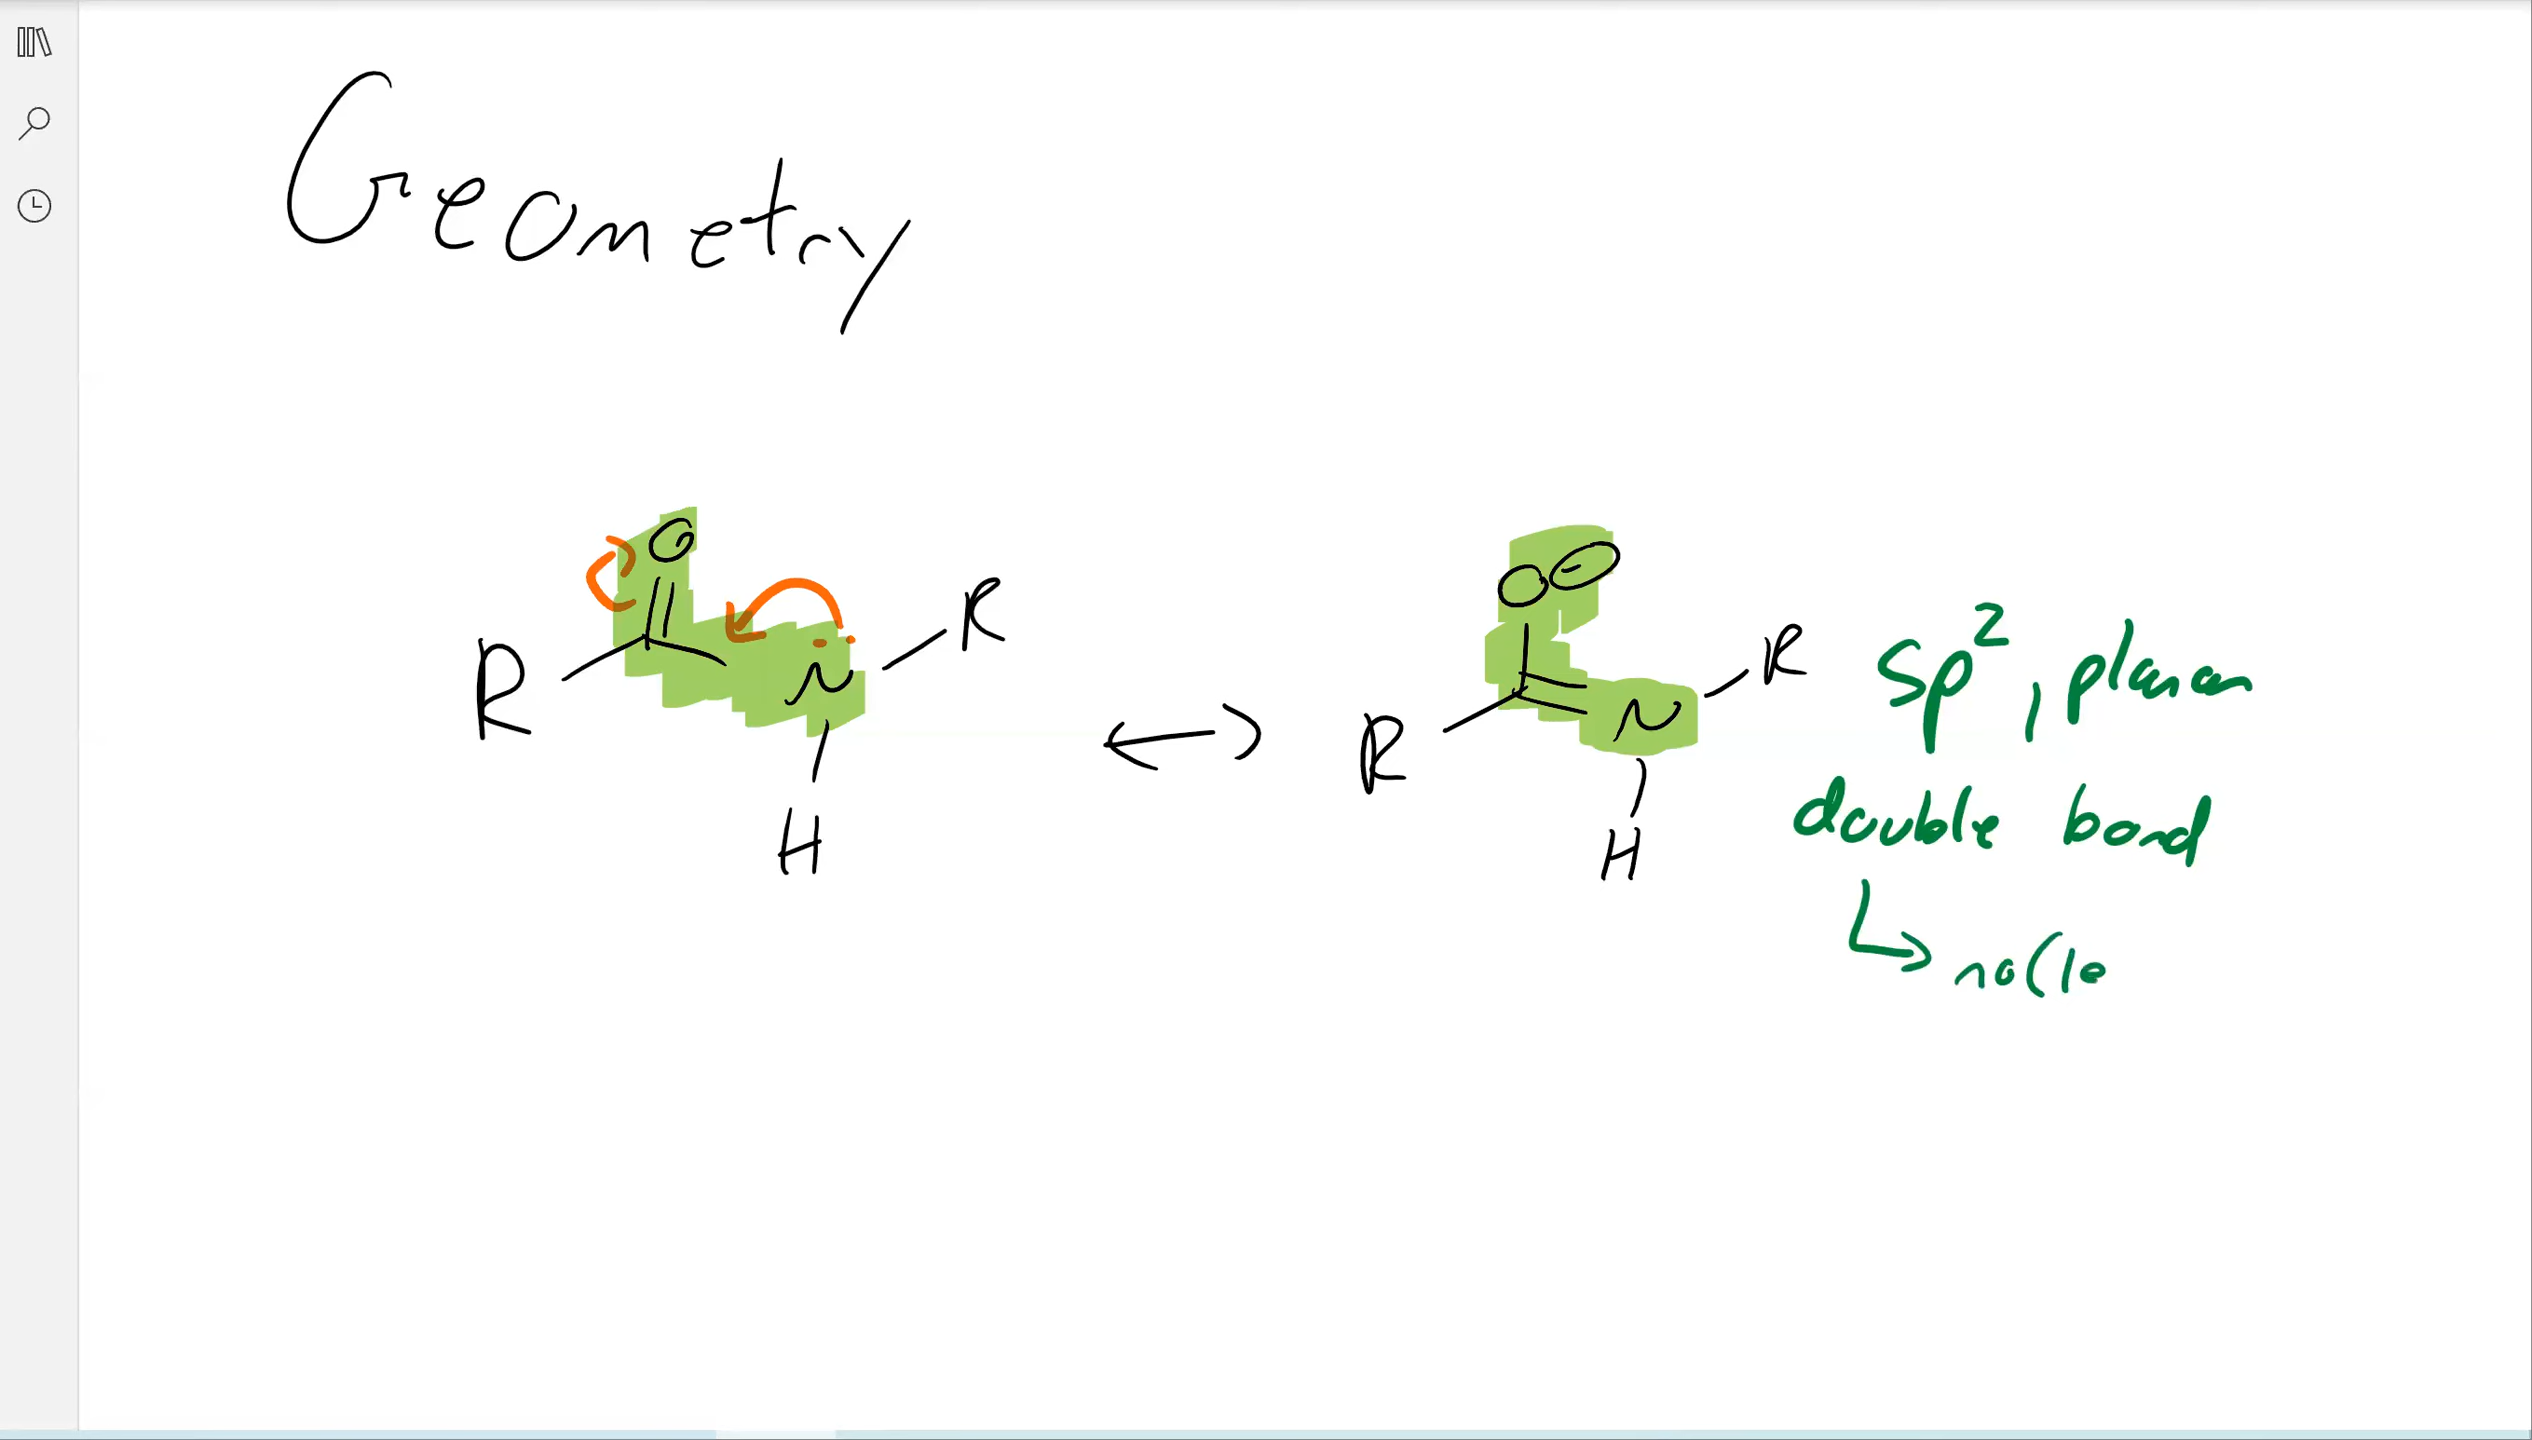 Geometry
O
R
N
R
H
O⊖
R
N
R
H
sp², planar
double bond